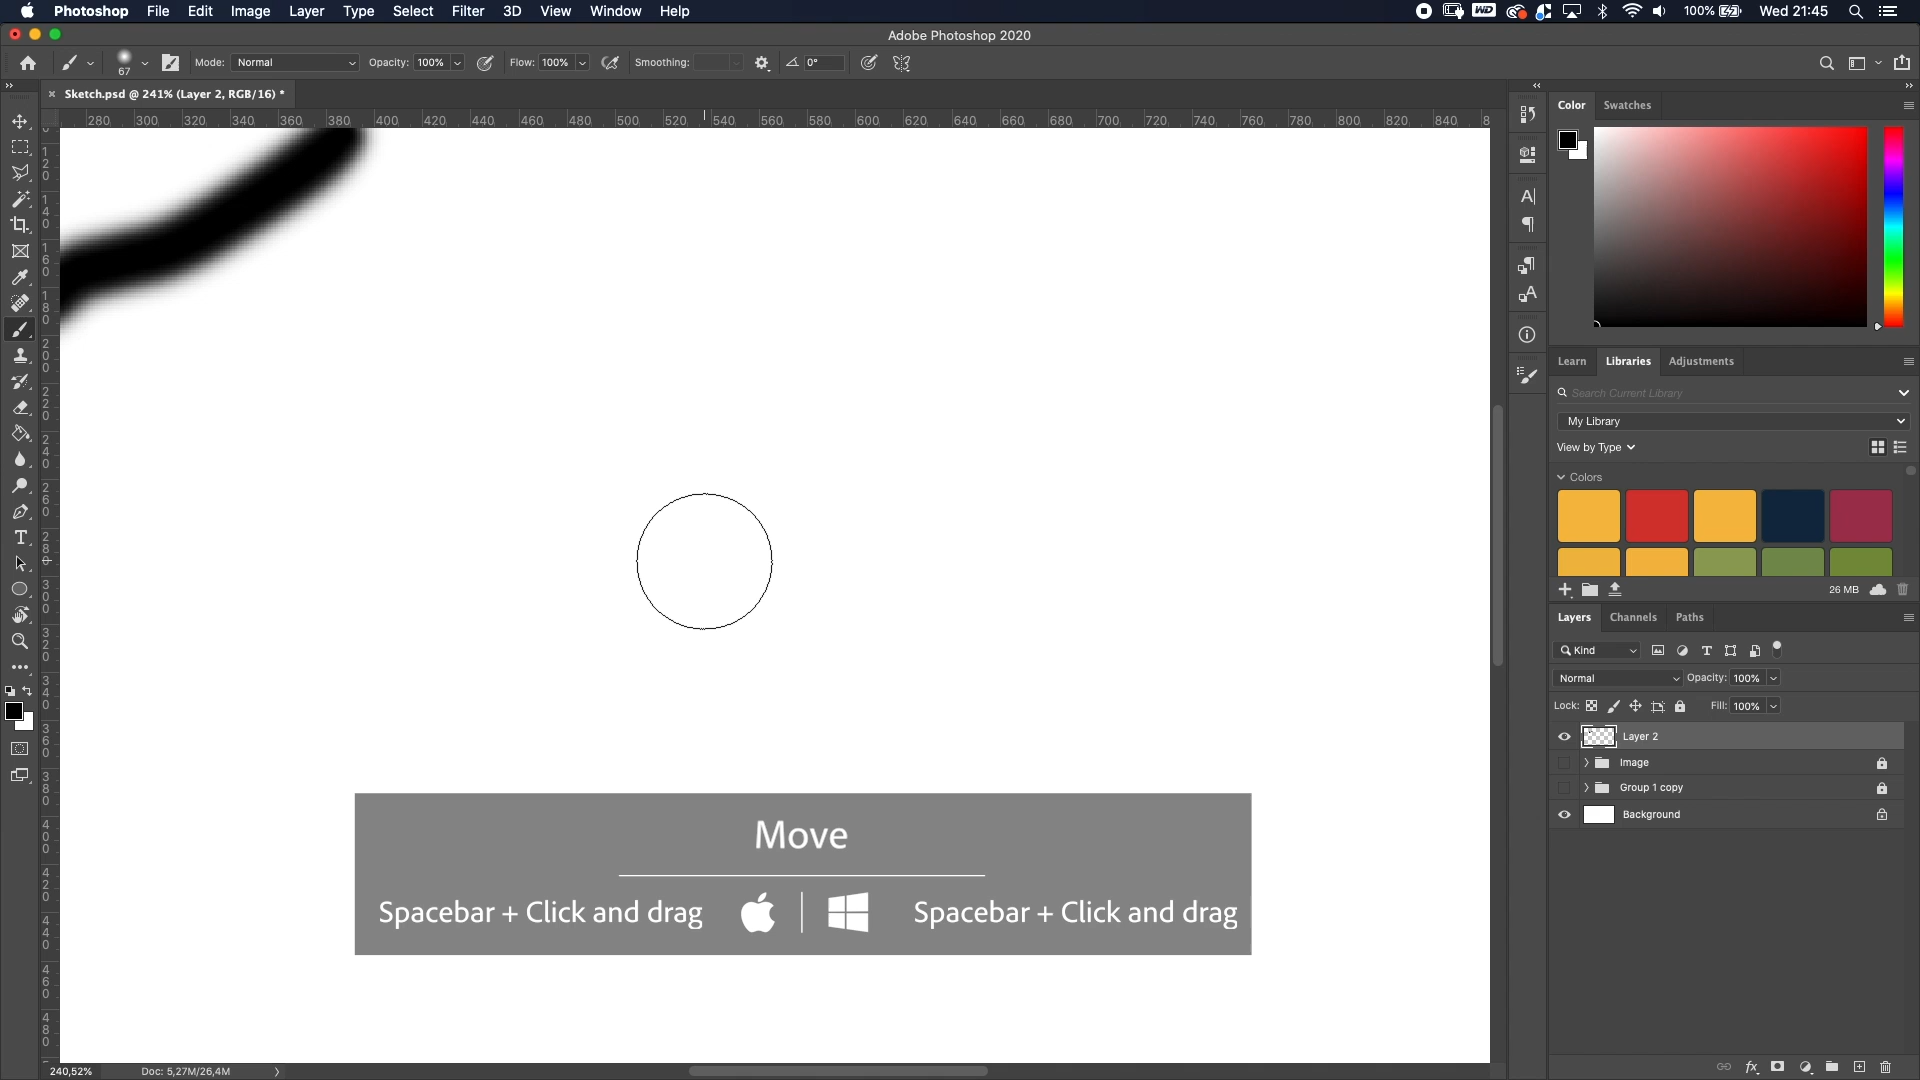 Photoshop File Edit Image Layer Type Select Filter 3D View Window Help 100% Wed 21:45
Adobe Photoshop 2020
67 Mode: Normal Opacity: 100% Flow: 100% Smoothing: 0°
Sketch.psd @ 241% (Layer 2, RGB/16) *
280 300 320 340 360 380 400 420 440 460 480 500 520 540 560 580 600 620 640 660 680 700 720 740 760 780 800 820 840 8
120
140
160
180
200
220
240
260
280
300
320
340
360
380
400
420
440
460
480
Color Swatches
Learn Libraries Adjustments
Search Current Library
My Library
View by Type
Colors
26 MB
Layers Channels Paths
Kind
Normal Opacity: 100%
Lock: Fill: 100%
Layer 2
Image
Group 1 copy
Background
Move
Spacebar + Click and drag Spacebar + Click and drag
240,52% Doc: 5,27M/26,4M